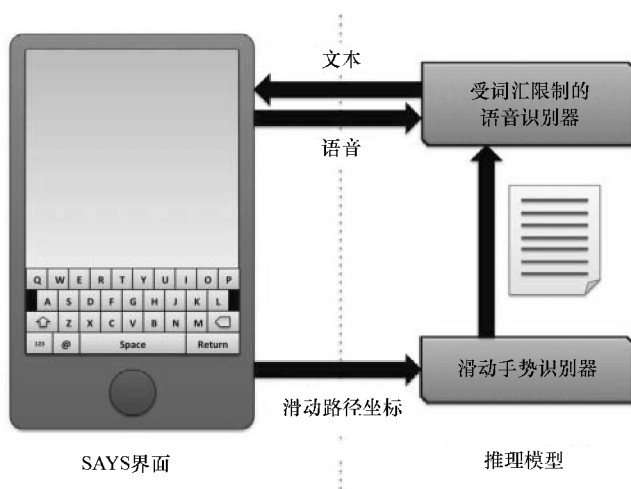 文本
受词汇限制的
语音识别器
语音
Q W E R T Y U I O P
A S D F G H J K L
Z X C V B N M
123 @ Space Return
滑动手势识别器
滑动路径坐标
SAYS界面
推理模型